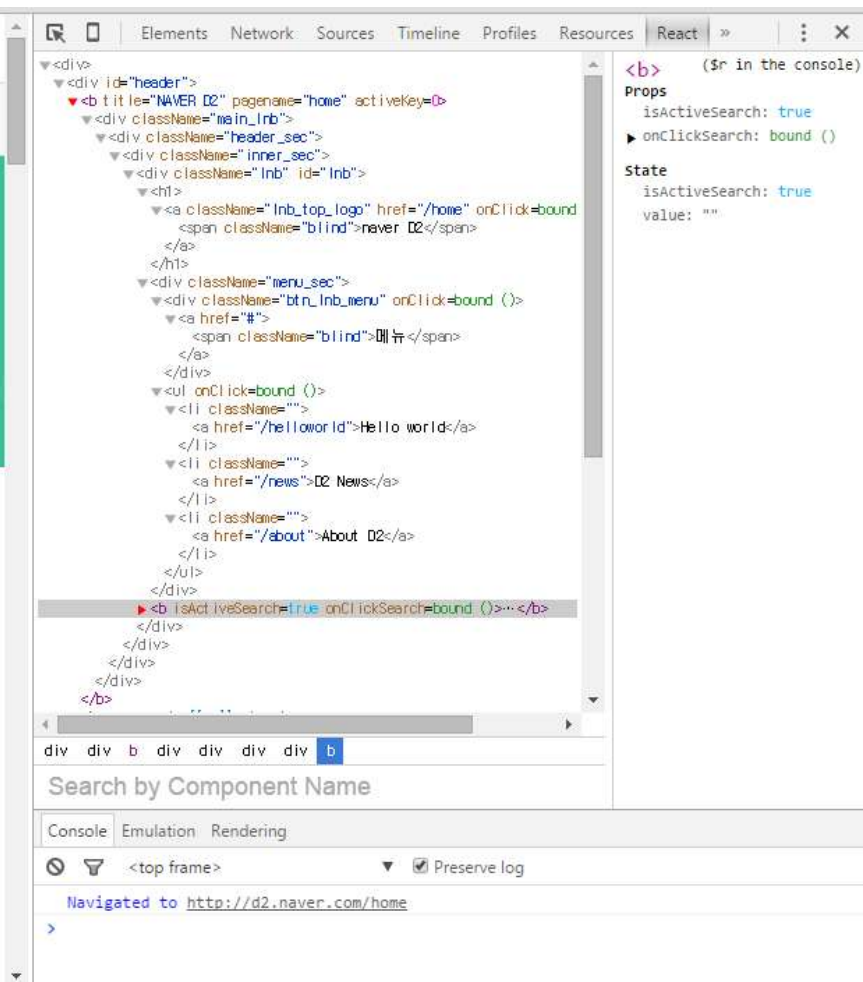 Elements Network Sources Timeline Profiles Resources React »
<div>
<div id="header">
<b title="NAVER D2" pagename="home" activeKey=0>
<div className="main_lnb">
<div className="header_sec">
<div className="inner_sec">
<div className="lnb" id="lnb">
<h1>
<a className="lnb_top_logo" href="/home" onClick=bound
<span className="blind">naver D2</span>
</a>
</h1>
<div className="menu_sec">
<div className="btn_lnb_menu" onClick=bound ()>
<a href="#">
<span className="blind">메뉴</span>
</a>
</div>
<ul onClick=bound ()>
<li className="">
<a href="/helloworld">Hello world</a>
</li>
<li className="">
<a href="/news">D2 News</a>
</li>
<li className="">
<a href="/about">About D2</a>
</li>
</ul>
</div>
<b isActiveSearch=true onClickSearch=bound ()>…</b>
</div>
</div>
</div>
</div>
</b>
div div b div div div div b
Search by Component Name
<b> ($r in the console)
Props
isActiveSearch: true
onClickSearch: bound ()
State
isActiveSearch: true
value: ""
Console Emulation Rendering
<top frame> ▼ Preserve log
Navigated to http://d2.naver.com/home
>